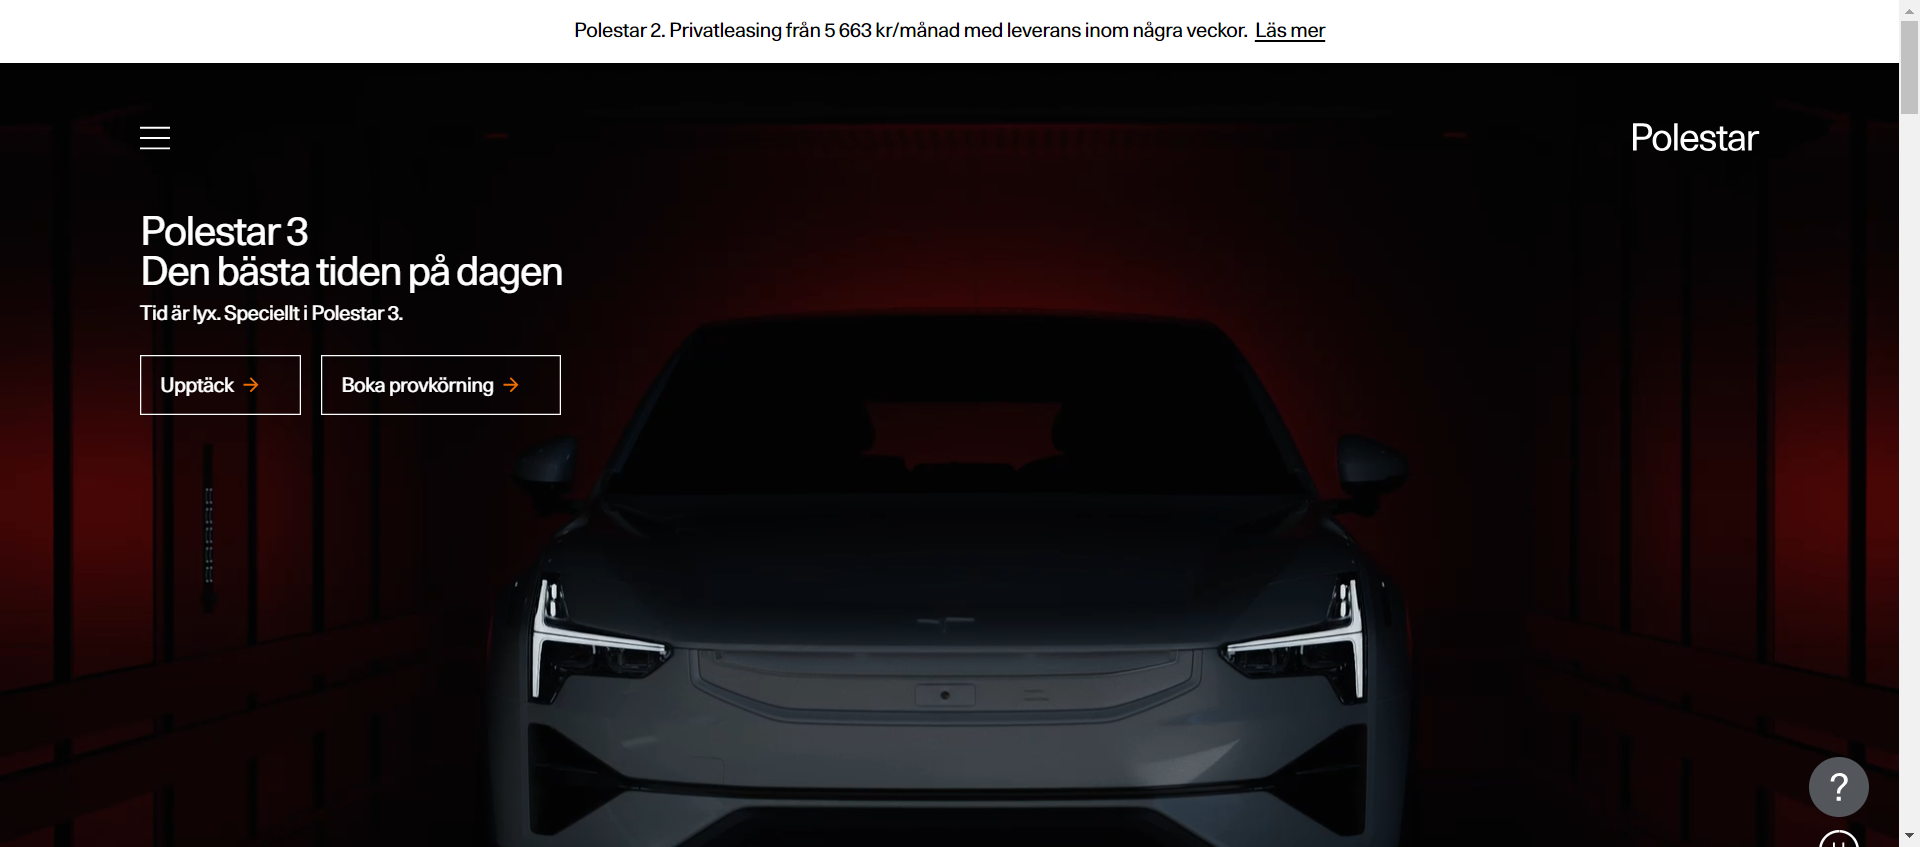 Polestar 2. Privatleasing från 5 663 kr/månad med leverans inom några veckor. Läs mer
Polestar
Polestar 3
Den bästa tiden på dagen
Tid är lyx. Speciellt i Polestar 3.
Upptäck →
Boka provkörning →
?